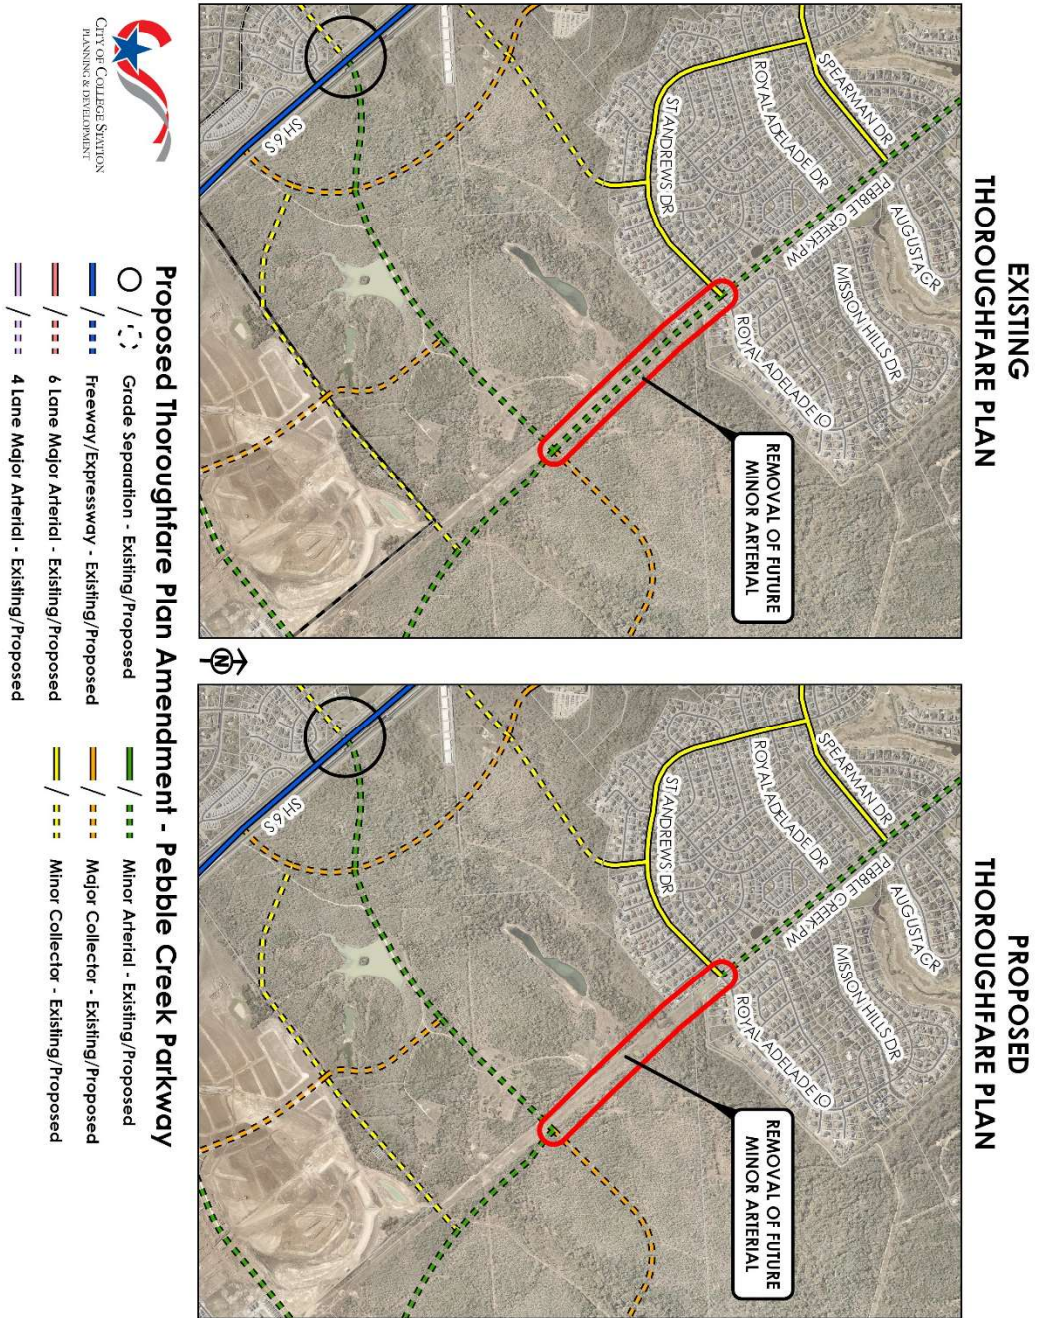 EXISTING
THOROUGHFARE PLAN
SPEARMAN DR
ROYAL ADELADE DR
PEBBLE CREEK PW
AUGUSTA CR
MISSION HILLS DR
ST ANDREWS DR
ROYAL ADELADE LO
REMOVAL OF FUTURE
MINOR ARTERIAL
SH 6 S
PROPOSED
THOROUGHFARE PLAN
SPEARMAN DR
ROYAL ADELADE DR
PEBBLE CREEK PW
AUGUSTA CR
MISSION HILLS DR
ST ANDREWS DR
ROYAL ADELADE LO
REMOVAL OF FUTURE
MINOR ARTERIAL
SH 6 S
N
CITY OF COLLEGE STATION
PLANNING & DEVELOPMENT
Proposed Thoroughfare Plan Amendment - Pebble Creek Parkway
/ Grade Separation - Existing/Proposed
/ Freeway/Expressway - Existing/Proposed
/ 6 Lane Major Arterial - Existing/Proposed
/ 4 Lane Major Arterial - Existing/Proposed
/ Minor Arterial - Existing/Proposed
/ Major Collector - Existing/Proposed
/ Minor Collector - Existing/Proposed